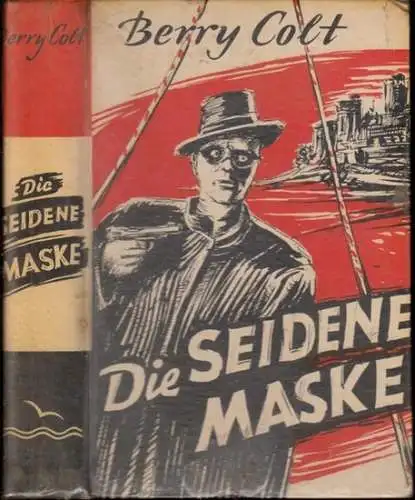 Berry Colt
Die
SEIDENE
MASKE
Berry Colt
Die SEIDENE
MASKE